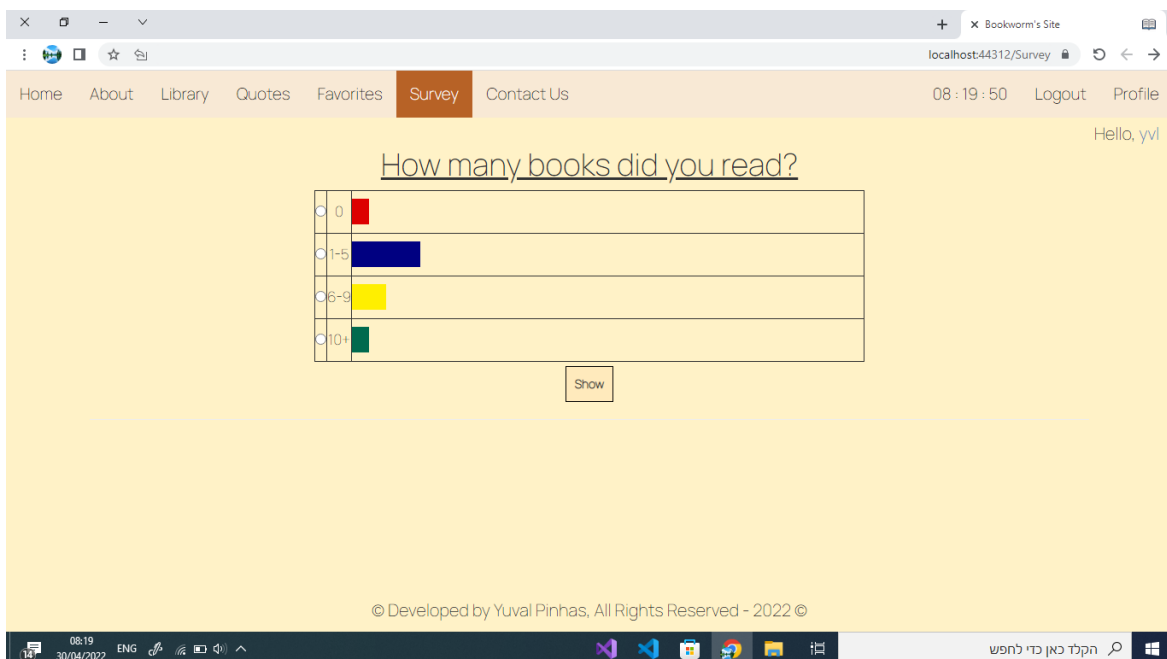 Bookworm's Site
localhost:44312/Survey
Home About Library Quotes Favorites Survey Contact Us 08 : 19 : 50 Logout Profile
Hello, yvl
How many books did you read?
0
1-5
6-9
10+
Show
© Developed by Yuval Pinhas, All Rights Reserved - 2022 ©
14
08:19
30/04/2022
ENG
הקלד כאן כדי לחפש